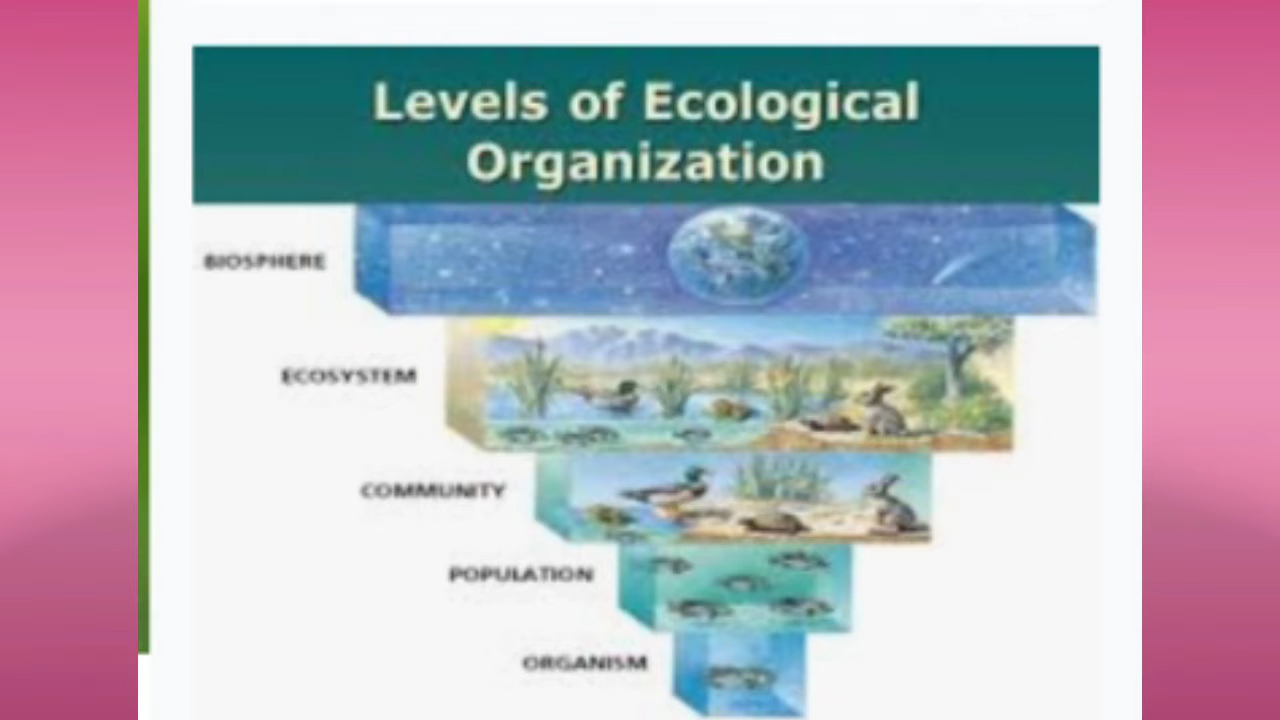 Levels of Ecological
Organization
BIOSPHERE
ECOSYSTEM
COMMUNITY
POPULATION
ORGANISM